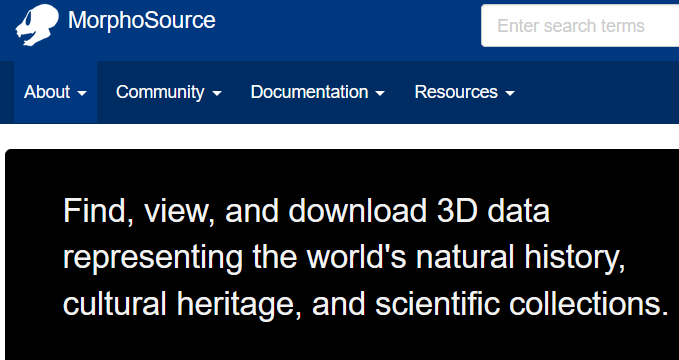 MorphoSource
Enter search terms
About
Community
Documentation
Resources
Find, view, and download 3D data
representing the world's natural history,
cultural heritage, and scientific collections.